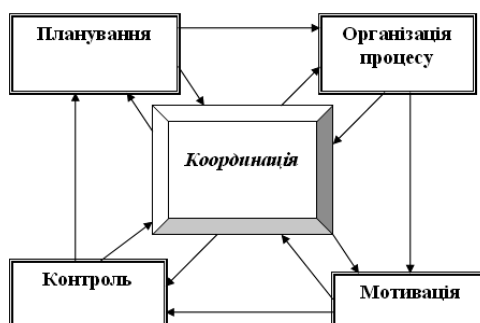 Планування
Організація
процесу
Координація
Контроль
Мотивація